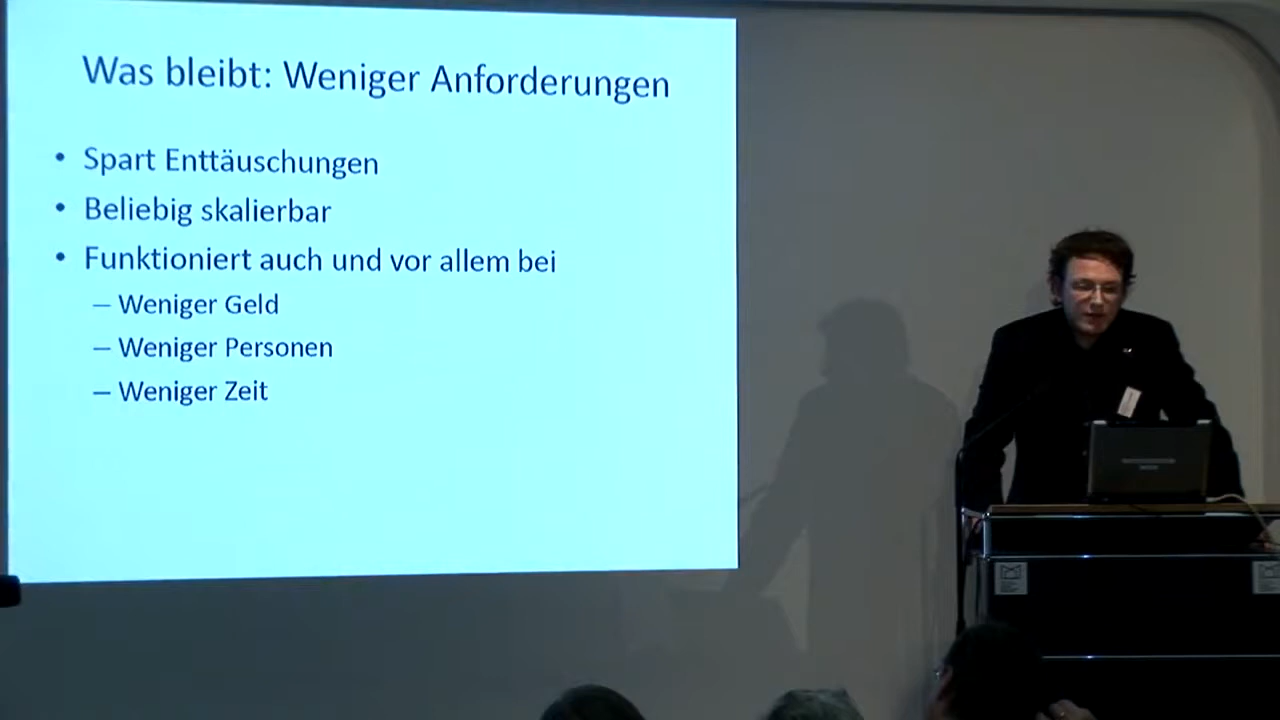 Was bleibt: Weniger Anforderungen
• Spart Enttäuschungen
• Beliebig skalierbar
• Funktioniert auch und vor allem bei
– Weniger Geld
– Weniger Personen
– Weniger Zeit